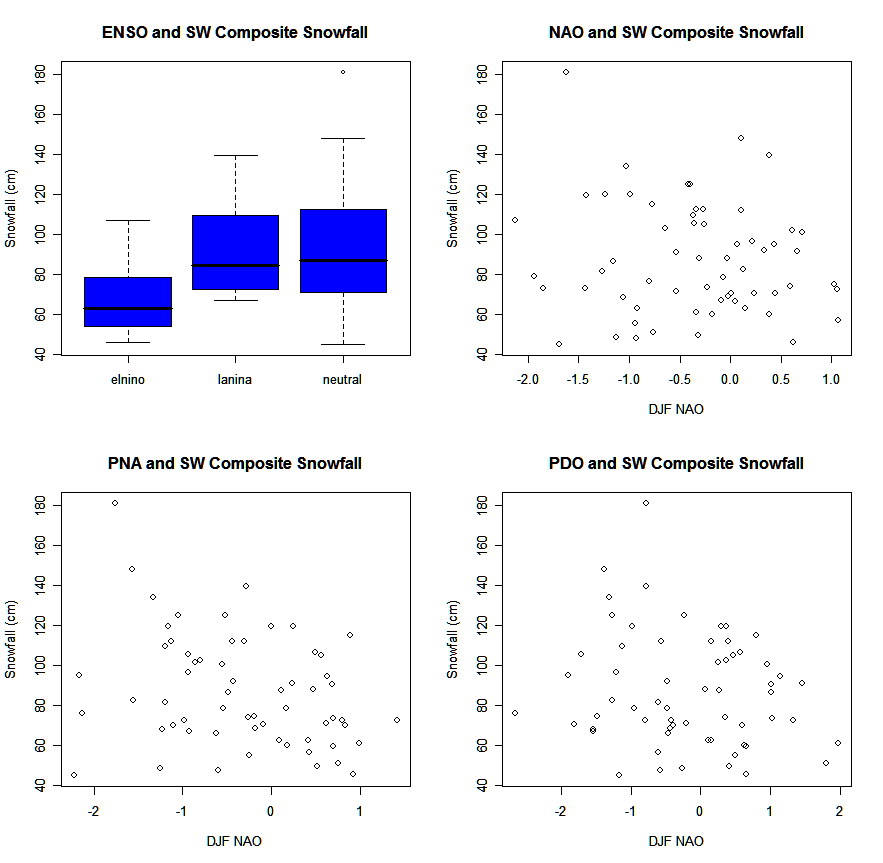 ENSO and SW Composite Snowfall
Snowfall (cm)
180
160
140
120
100
80
60
40
elnino lanina neutral
NAO and SW Composite Snowfall
Snowfall (cm)
180
160
140
120
100
80
60
40
-2.0 -1.5 -1.0 -0.5 0.0 0.5 1.0
DJF NAO
PNA and SW Composite Snowfall
Snowfall (cm)
180
160
140
120
100
80
60
40
-2 -1 0 1
DJF NAO
PDO and SW Composite Snowfall
Snowfall (cm)
180
160
140
120
100
80
60
40
-2 -1 0 1 2
DJF NAO